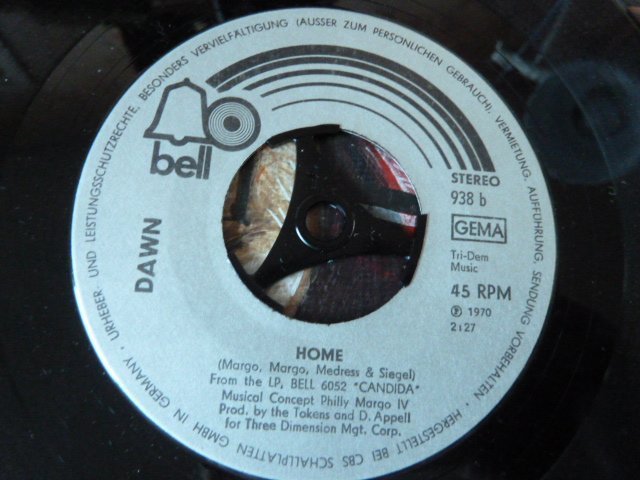 URHEBER- UND LEISTUNGSSCHUTZRECHTE, BESONDERS VERVIELFÄLTIGUNG (AUSSER ZUM PERSÖNLICHEN GEBRAUCH), VERMIETUNG, AUFFÜHRUNG, SENDUNG VORBEHALTEN • HERGESTELLT BEI CBS SCHALLPLATTEN GMBH IN GERMANY •
bell
STEREO
938 b
GEMA
DAWN
Tri-Dem
Music
45 RPM
℗ 1970
2:27
HOME
(Margo, Margo, Medress & Siegel)
From the LP, BELL 6052 "CANDIDA"
Musical Concept Philly Margo IV
Prod. by the Tokens and D. Appell
for Three Dimension Mgt. Corp.